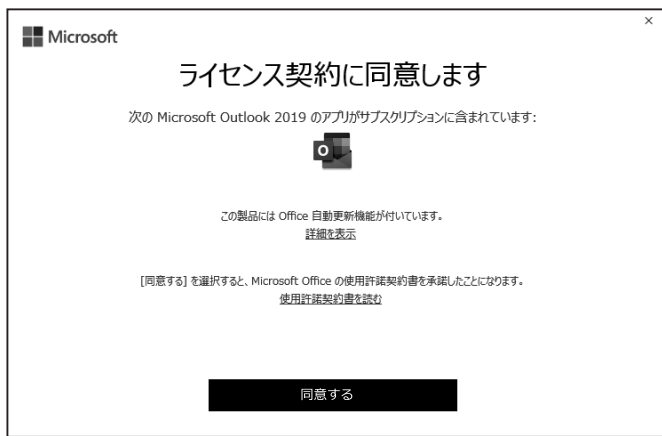 Microsoft
ライセンス契約に同意します
次の Microsoft Outlook 2019 のアプリがサブスクリプションに含まれています:
この製品には Office 自動更新機能が付いています。
詳細を表示
[同意する] を選択すると、Microsoft Office の使用許諾契約書を承諾したことになります。
使用許諾契約書を読む
同意する